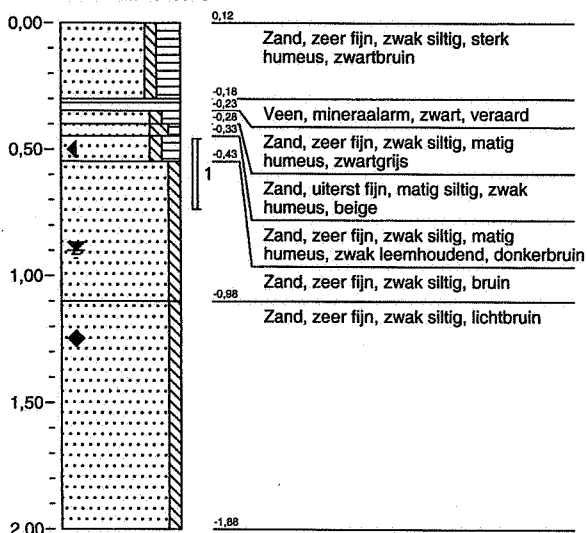 0,00
0,12
Zand, zeer fijn, zwak siltig, sterk
humeus, zwartbruin
-0,18
-0,23
Veen, mineraalarm, zwart, veraard
-0,28
-0,33
Zand, zeer fijn, zwak siltig, matig
humeus, zwartgrijs
0,50
-0,43
1
Zand, uiterst fijn, matig siltig, zwak
humeus, beige
Zand, zeer fijn, zwak siltig, matig
humeus, zwak leemhoudend, donkerbruin
1,00
Zand, zeer fijn, zwak siltig, bruin
-0,98
Zand, zeer fijn, zwak siltig, lichtbruin
1,50
2,00
-1,88